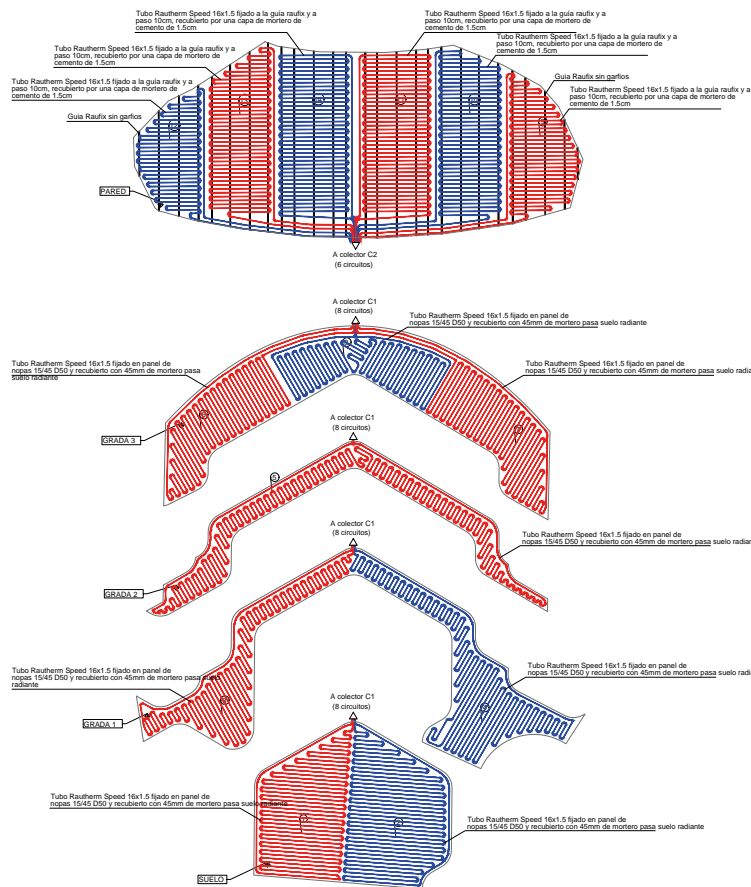 Tubo Rautherm Speed 16x1.5 fijado a la guía raufix y a
paso 10cm, recubierto por una capa de mortero de
cemento de 1.5cm
Tubo Rautherm Speed 16x1.5 fijado a la guía raufix y a
paso 10cm, recubierto por una capa de mortero de
cemento de 1.5cm
Tubo Rautherm Speed 16x1.5 fijado a la guía raufix y a
paso 10cm, recubierto por una capa de mortero de
cemento de 1.5cm
Tubo Rautherm Speed 16x1.5 fijado a la guía raufix y a
paso 10cm, recubierto por una capa de mortero de
cemento de 1.5cm
Tubo Rautherm Speed 16x1.5 fijado a la guía raufix y a
paso 10cm, recubierto por una capa de mortero de
cemento de 1.5cm
Guia Raufix sin garfios
Tubo Rautherm Speed 16x1.5 fijado a la guía raufix y a
paso 10cm, recubierto por una capa de mortero de
cemento de 1.5cm
Guia Raufix sin garfios
PARED
A colector C2
(6 circuitos)
A colector C1
(8 circuitos)
Tubo Rautherm Speed 16x1.5 fijado en panel de
nopas 15/45 D50 y recubierto con 45mm de mortero pasa suelo radiante
Tubo Rautherm Speed 16x1.5 fijado en panel de
nopas 15/45 D50 y recubierto con 45mm de mortero pasa
suelo radiante
Tubo Rautherm Speed 16x1.5 fijado en panel de
nopas 15/45 D50 y recubierto con 45mm de mortero pasa suelo radia
GRADA 3
A colector C1
(8 circuitos)
5
A colector C1
(8 circuitos)
Tubo Rautherm Speed 16x1.5 fijado en panel de
nopas 15/45 D50 y recubierto con 45mm de mortero pasa suelo radiante
GRADA 2
Tubo Rautherm Speed 16x1.5 fijado en panel de
nopas 15/45 D50 y recubierto con 45mm de mortero pasa suelo
radiante
Tubo Rautherm Speed 16x1.5 fijado en panel de
nopas 15/45 D50 y recubierto con 45mm de mortero pasa suelo radia
GRADA 1
A colector C1
(8 circuitos)
Tubo Rautherm Speed 16x1.5 fijado en panel de
nopas 15/45 D50 y recubierto con 45mm de mortero pasa suelo radiante
Tubo Rautherm Speed 16x1.5 fijado en panel de
nopas 15/45 D50 y recubierto con 45mm de mortero pasa suelo radiante
SUELO